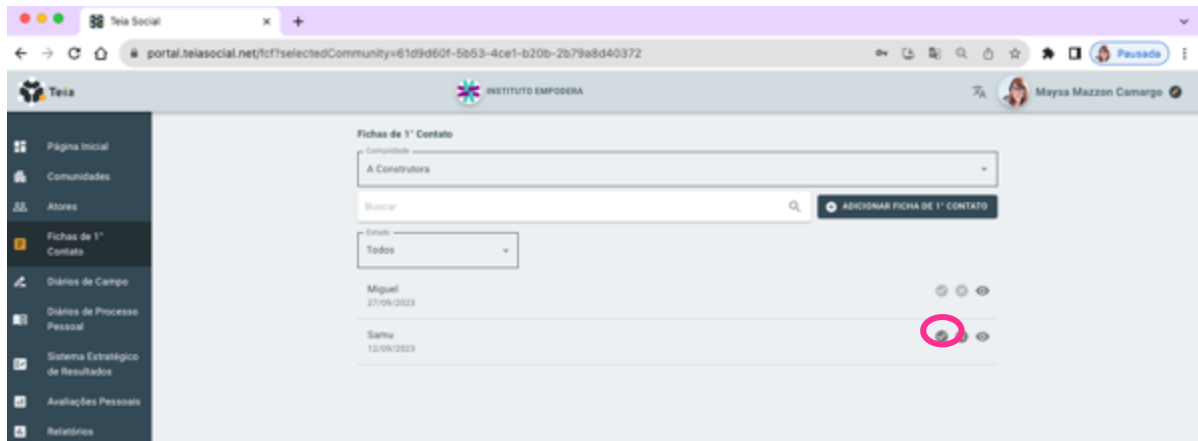 Teia Social
portal.teiasocial.net/fcf?selectedCommunity=61d9d60f-5b53-4ce1-b20b-2b79a8d40372
Pausada
Teia
INSTITUTO EMPODERA
Maysa Mazzon Camargo
Página Inicial
Comunidades
Atores
Fichas de 1°
Contato
Diários de Campo
Diários de Processo
Pessoal
Sistema Estratégico
de Resultados
Avaliações Pessoais
Relatórios
Fichas de 1° Contato
Comunidade
A Construtora
Buscar
ADICIONAR FICHA DE 1° CONTATO
Estado
Todos
Miguel
27/09/2023
Samu
12/09/2023